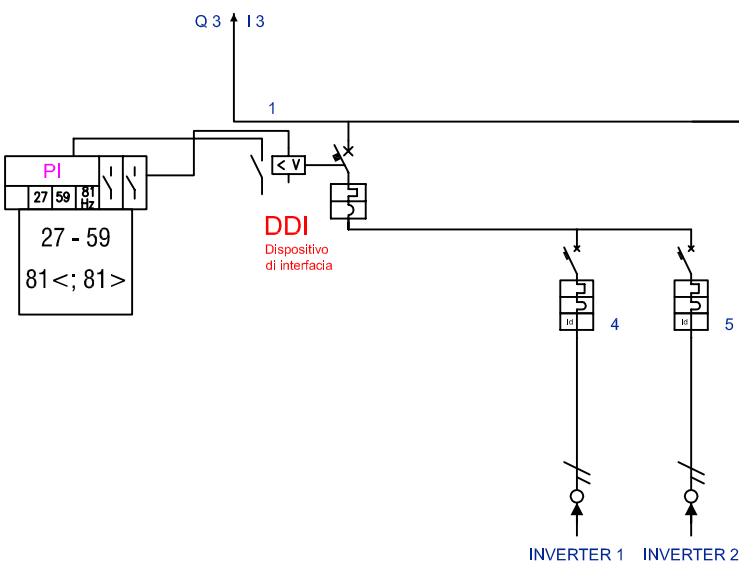 Q 3 I 3
1
PI
< V
27 59 81 Hz
27 - 59
81<; 81>
DDI
Dispositivo
di interfacia
Id 4
Id 5
INVERTER 1 INVERTER 2